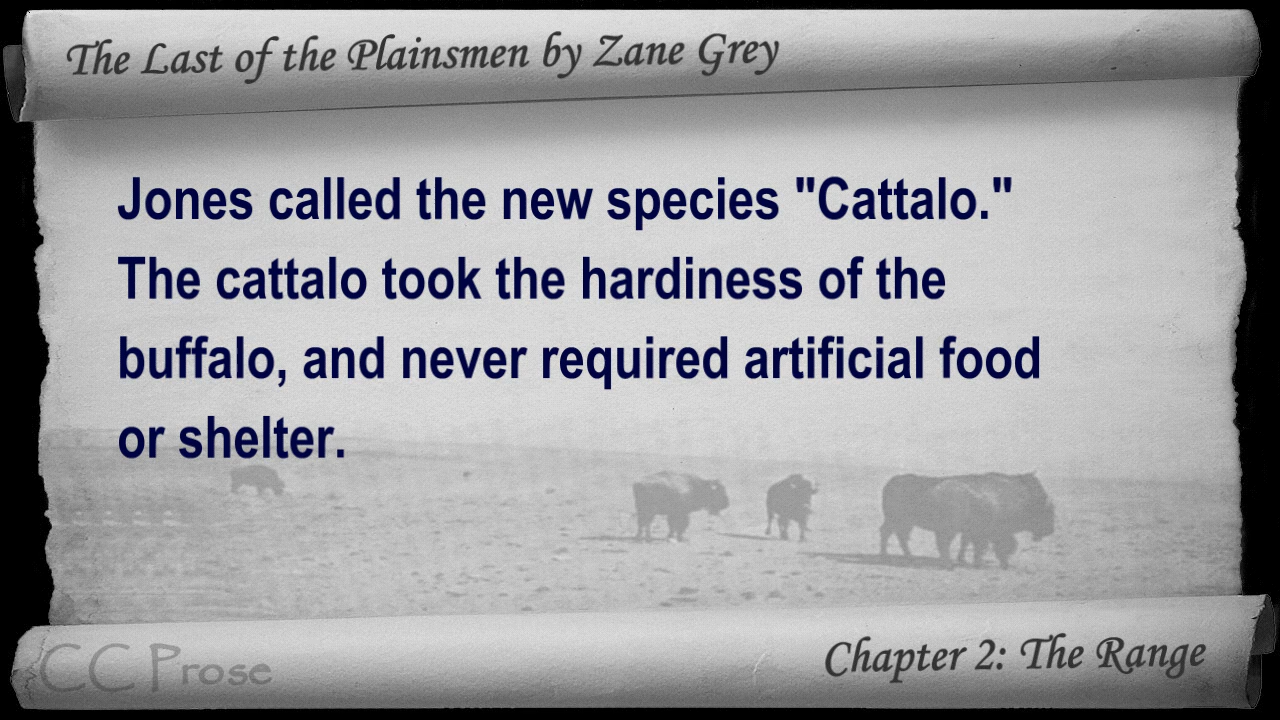 The Last of the Plainsmen by Zane Grey
Jones called the new species "Cattalo."
The cattalo took the hardiness of the
buffalo, and never required artificial food
or shelter.
CC Prose
Chapter 2: The Range